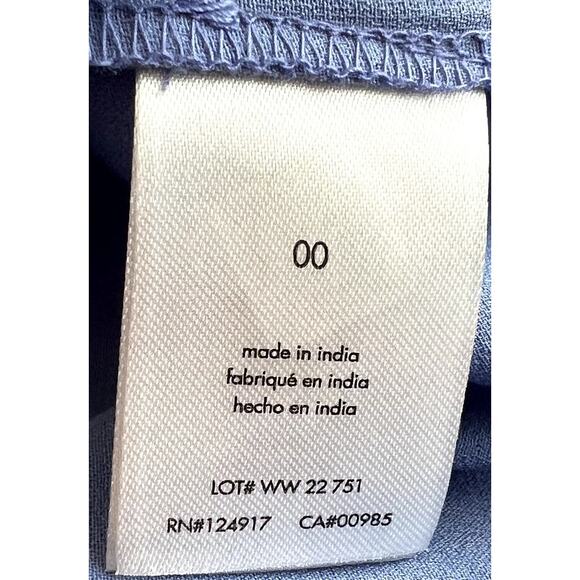 00
made in india
fabriqué en india
hecho en india
LOT# WW 22 751
RN#124917 CA#00985